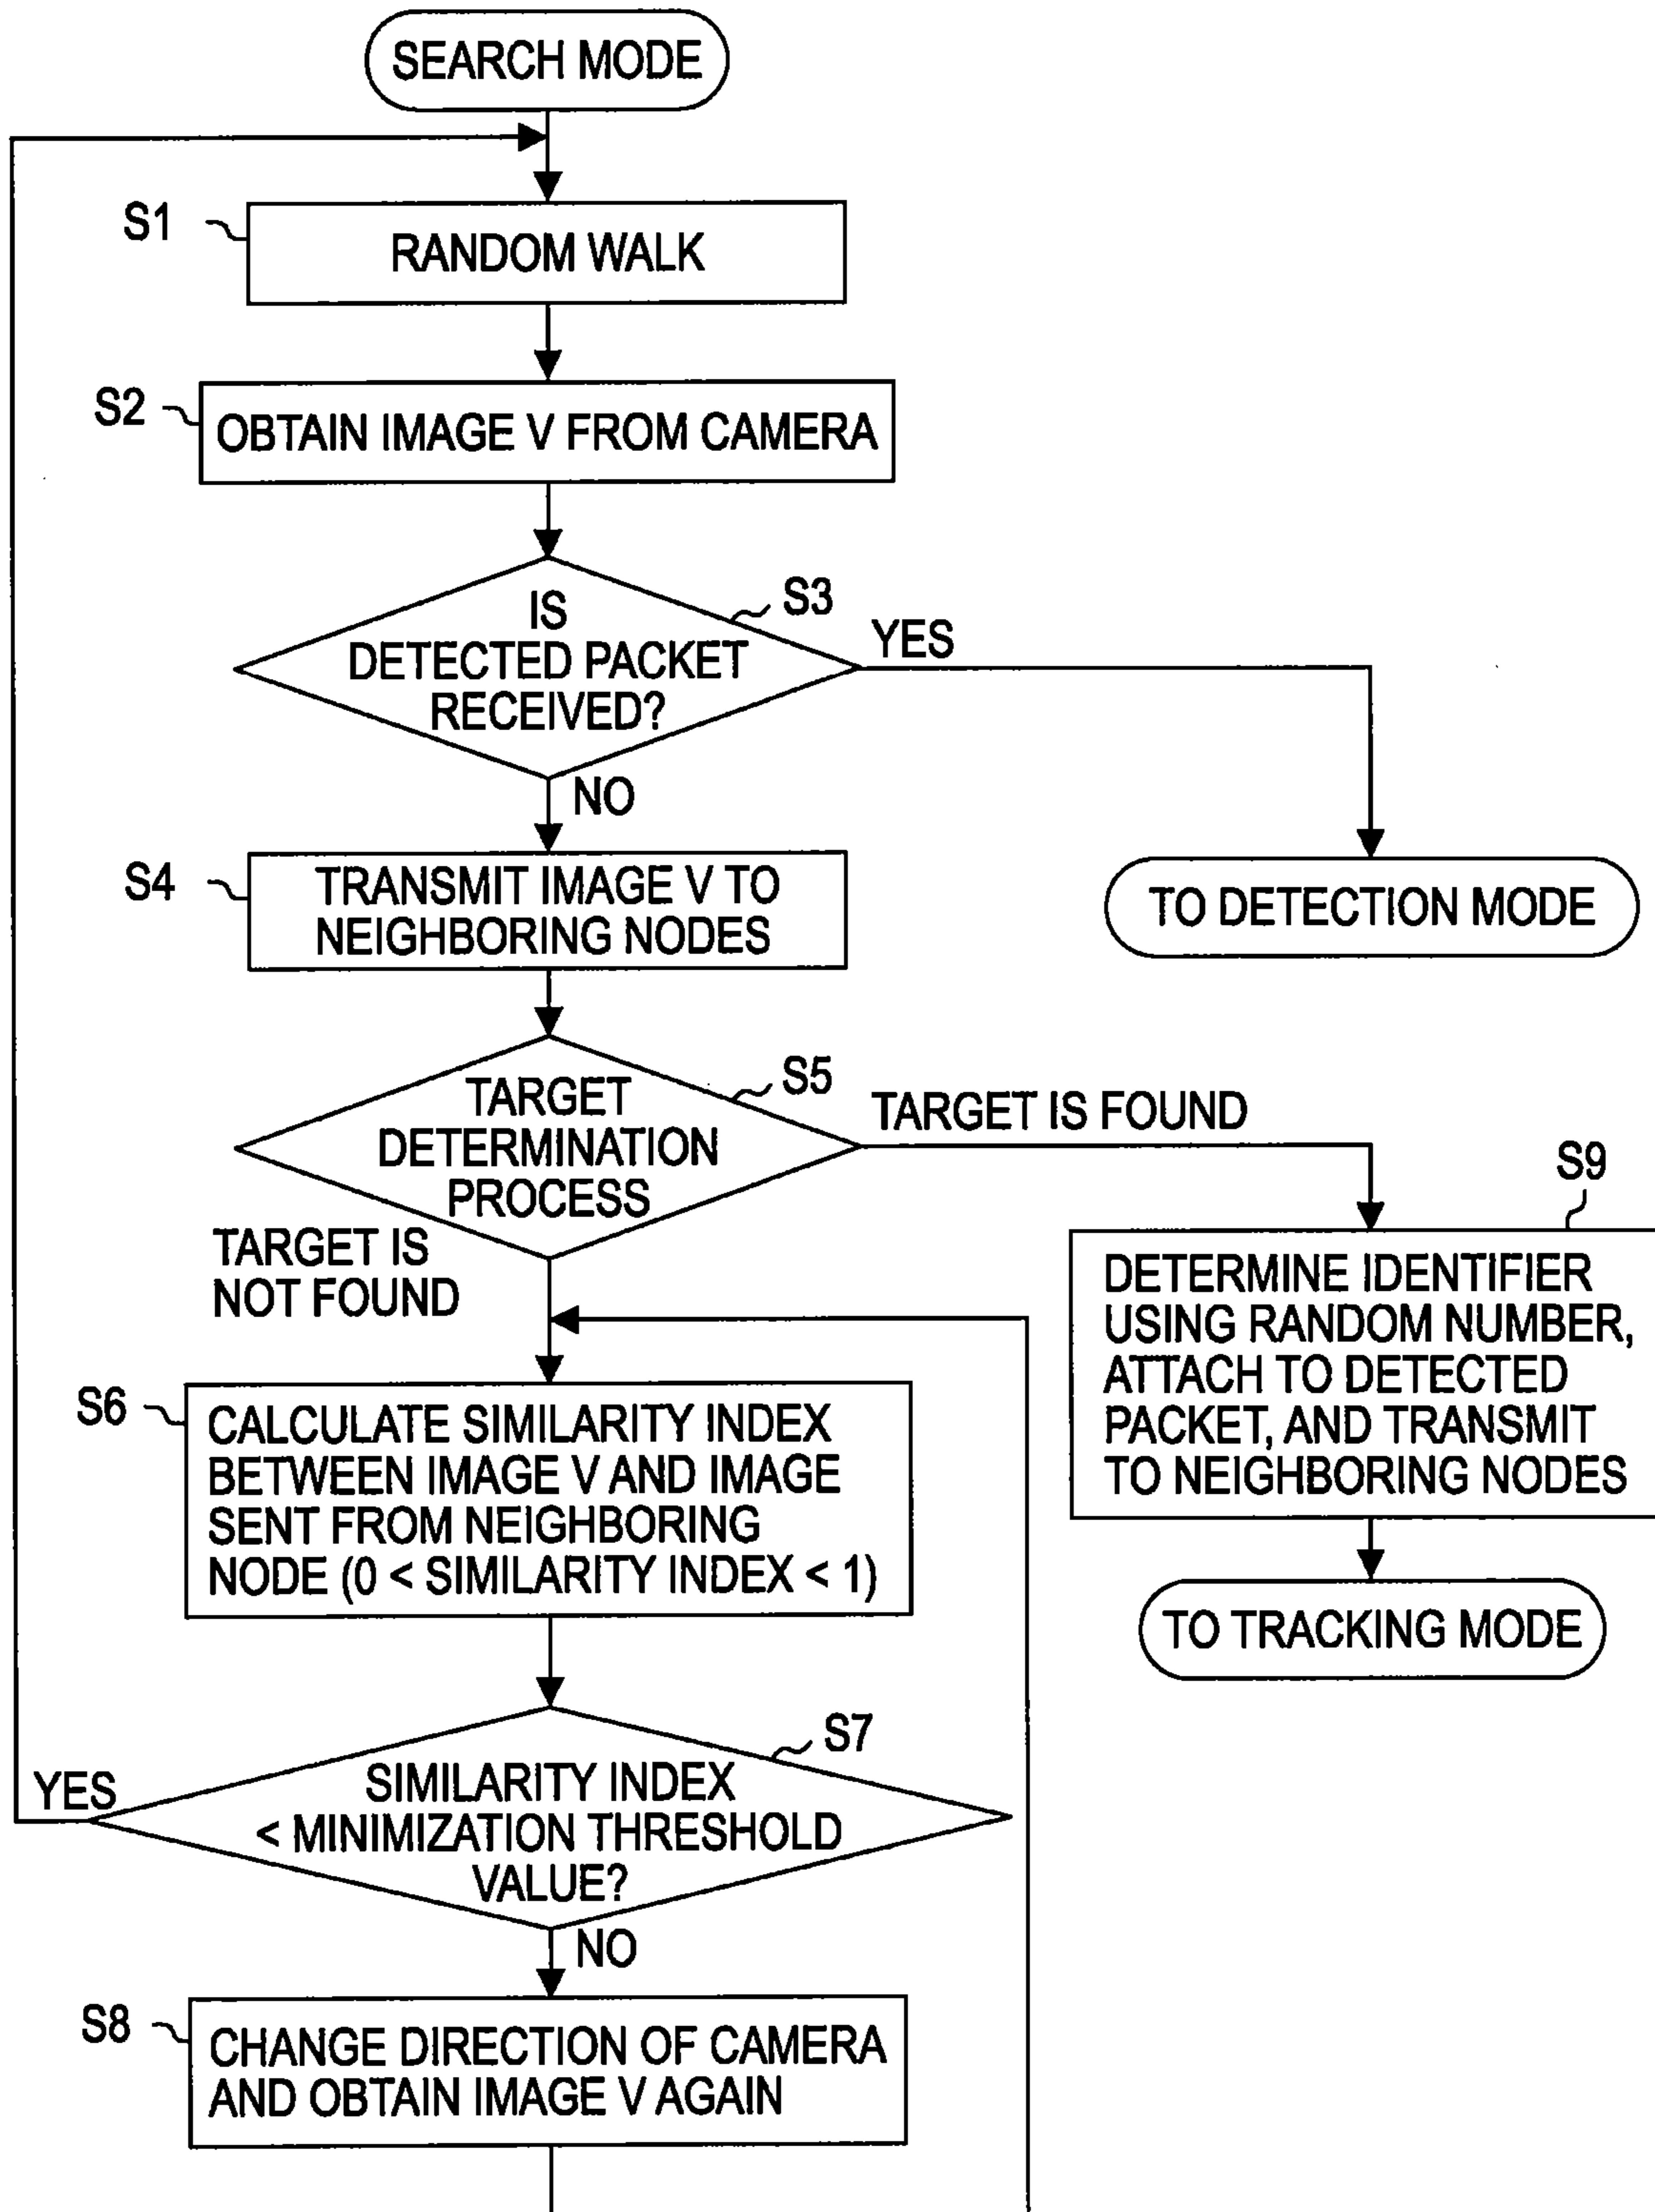 SEARCH MODE
S1
RANDOM WALK
S2
OBTAIN IMAGE V FROM CAMERA
S3
IS
DETECTED PACKET
RECEIVED?
YES
NO
S4
TRANSMIT IMAGE V TO
NEIGHBORING NODES
TO DETECTION MODE
S5
TARGET
DETERMINATION
PROCESS
TARGET IS FOUND
TARGET IS
NOT FOUND
S9
DETERMINE IDENTIFIER
USING RANDOM NUMBER,
ATTACH TO DETECTED
PACKET, AND TRANSMIT
TO NEIGHBORING NODES
TO TRACKING MODE
S6
CALCULATE SIMILARITY INDEX
BETWEEN IMAGE V AND IMAGE
SENT FROM NEIGHBORING
NODE (0 < SIMILARITY INDEX < 1)
S7
SIMILARITY INDEX
< MINIMIZATION THRESHOLD
VALUE?
YES
NO
S8
CHANGE DIRECTION OF CAMERA
AND OBTAIN IMAGE V AGAIN